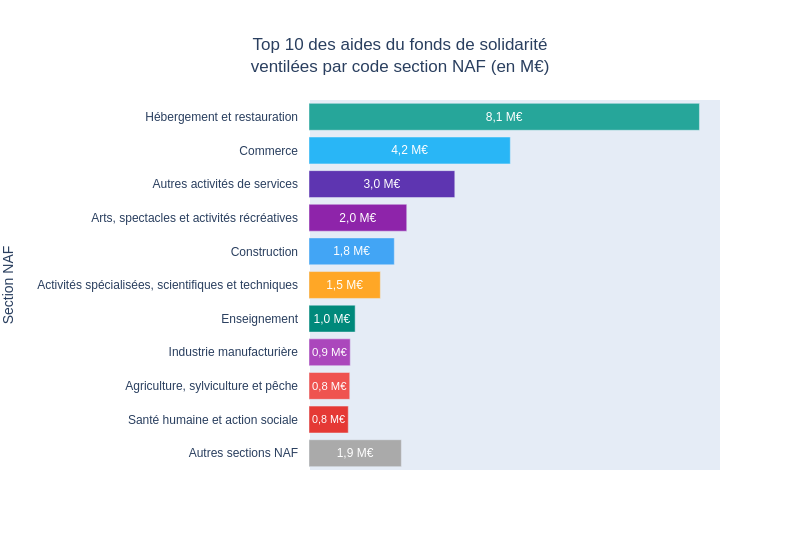 Top 10 des aides du fonds de solidarité
ventilées par code section NAF (en M€)
Section NAF
Hébergement et restauration 8,1 M€
Commerce 4,2 M€
Autres activités de services 3,0 M€
Arts, spectacles et activités récréatives 2,0 M€
Construction 1,8 M€
Activités spécialisées, scientifiques et techniques 1,5 M€
Enseignement 1,0 M€
Industrie manufacturière 0,9 M€
Agriculture, sylviculture et pêche 0,8 M€
Santé humaine et action sociale 0,8 M€
Autres sections NAF 1,9 M€